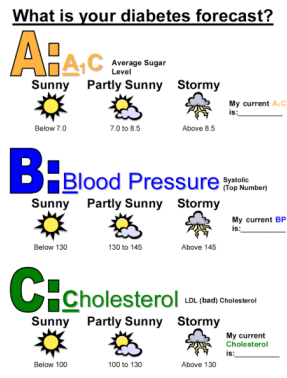 What is your diabetes forecast?
A: A1C Average Sugar
Level
Sunny Partly Sunny Stormy
My current A1C
is:__________
Below 7.0 7.0 to 8.5 Above 8.5
B: Blood Pressure Systolic
(Top Number)
Sunny Partly Sunny Stormy
My current BP
is:__________
Below 130 130 to 145 Above 145
C: Cholesterol LDL (bad) Cholesterol
Sunny Partly Sunny Stormy
My current
Cholesterol
is:__________
Below 100 100 to 130 Above 130